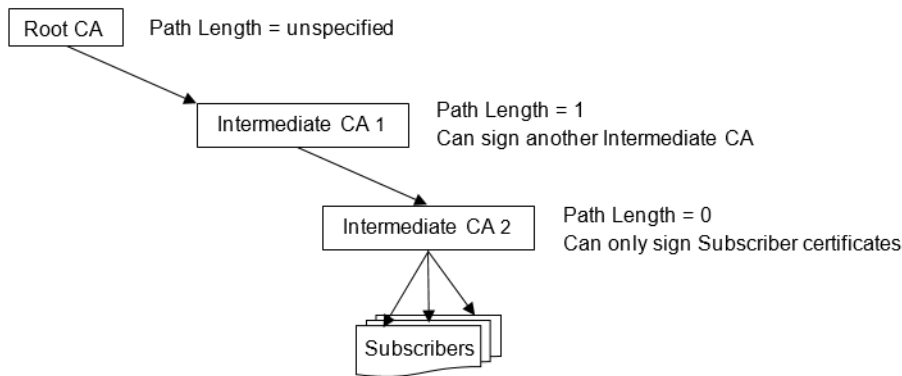 Root CA
Path Length = unspecified
Intermediate CA 1
Path Length = 1
Can sign another Intermediate CA
Intermediate CA 2
Path Length = 0
Can only sign Subscriber certificates
Subscribers